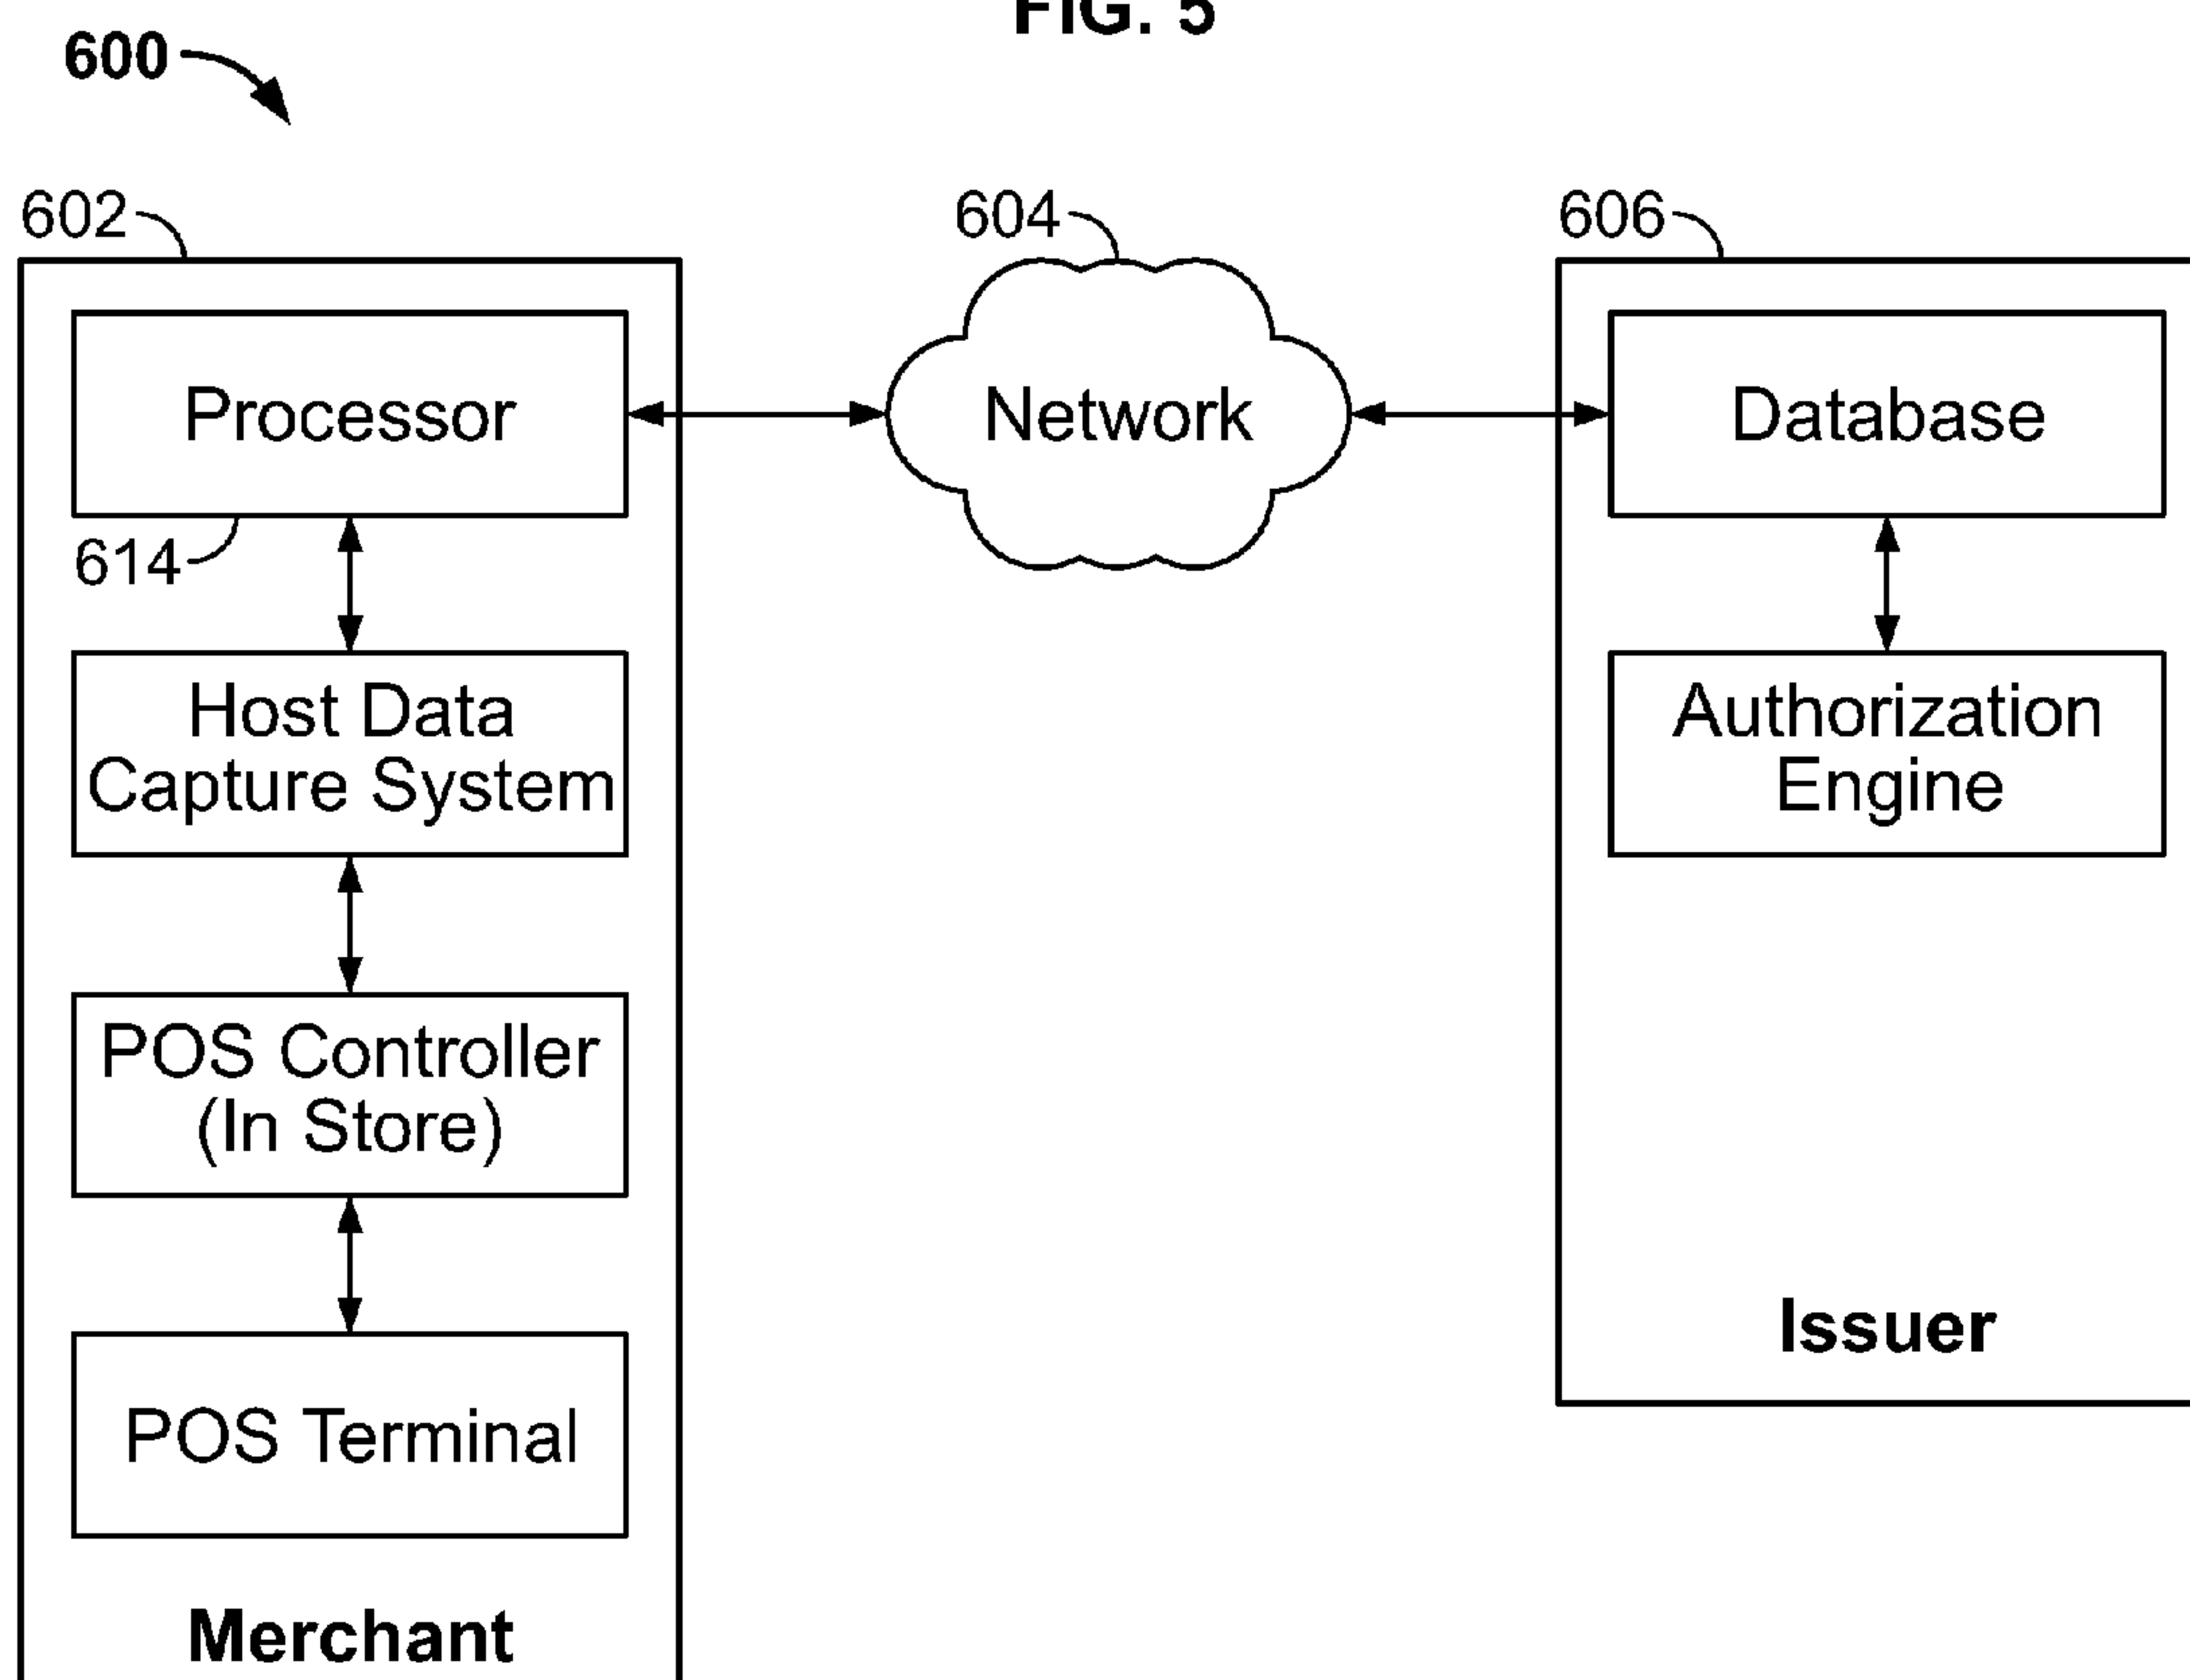 FIG. 5
600
602
604
606
Processor
Network
Database
614
Host Data
Capture System
Authorization
Engine
POS Controller
(In Store)
POS Terminal
Issuer
Merchant